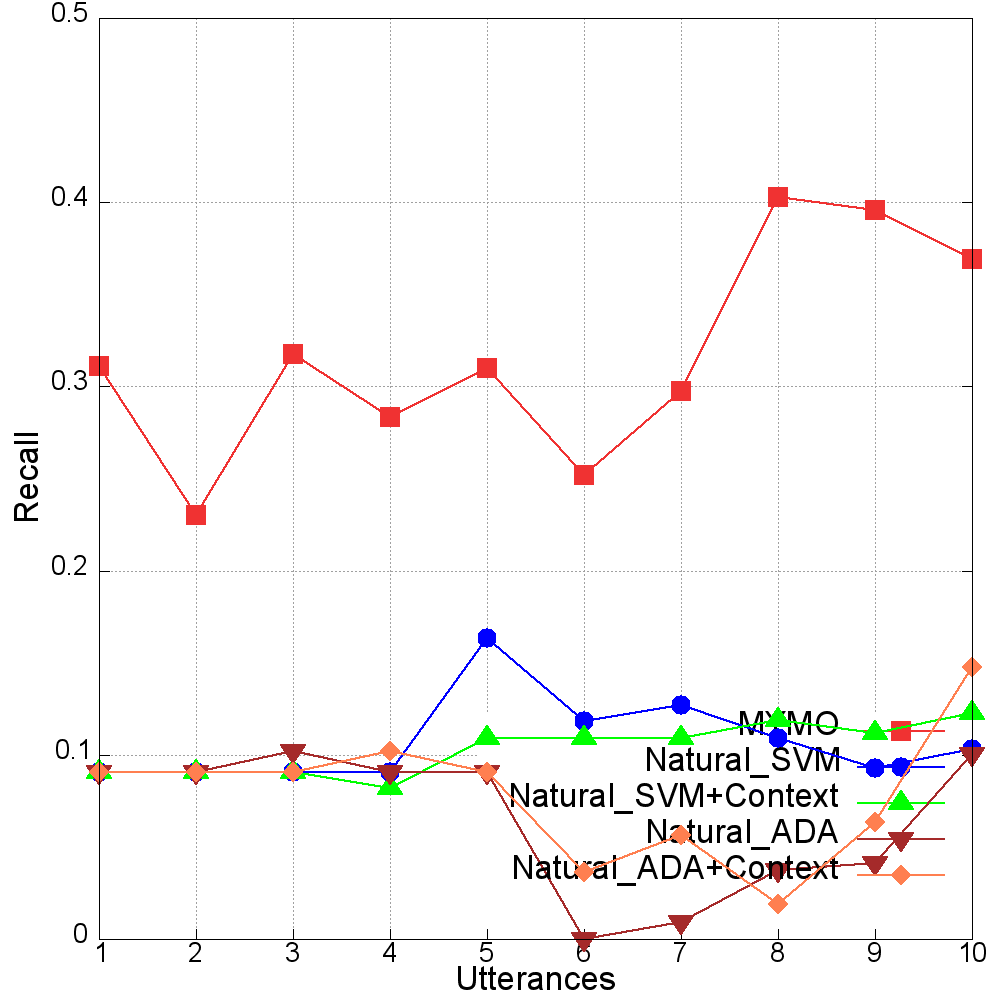 0.5
0.4
0.3
0.2
0.1
0
Recall
MYMO
Natural_SVM
Natural_SVM+Context
Natural_ADA
Natural_ADA+Context
1 2 3 4 5 6 7 8 9 10
Utterances